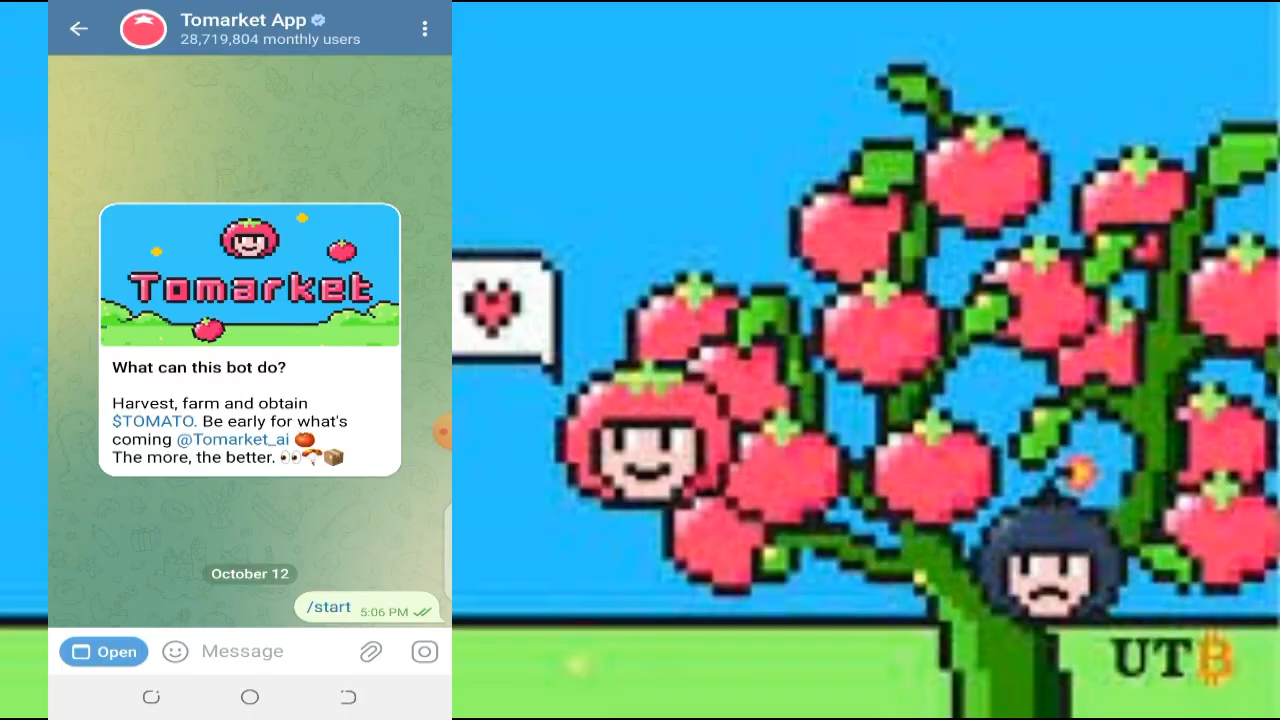 Tomarket App
28,719,804 monthly users
Tomarket
What can this bot do?
Harvest, farm and obtain
$TOMATO. Be early for what's
coming @Tomarket_ai 🍅
The more, the better. 👀🪂📦
October 12
/start 5:06 PM
Open Message
UT₿